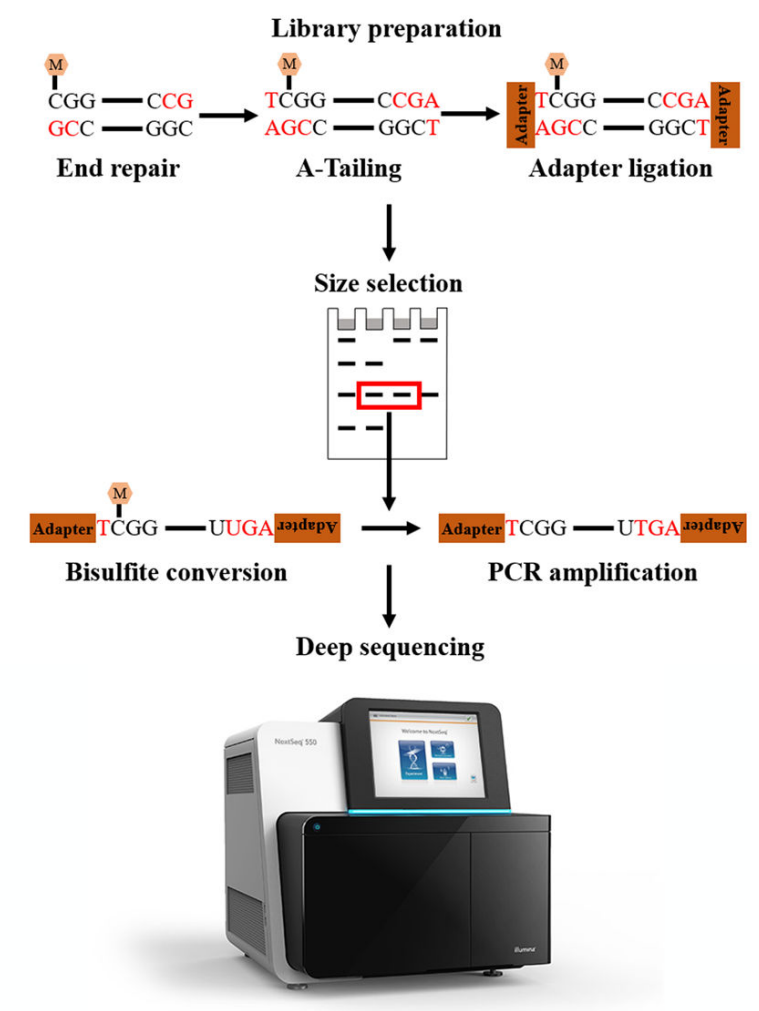 Library preparation
M M M
CGG CCG TCGG CCGA Adapter TCGG CCGA Adapter
GCC GGC AGCC GGCT AGCC GGCT
End repair A-Tailing Adapter ligation
Size selection
M
Adapter TCGG UUGA Adapter Adapter TCGG UTGA Adapter
Bisulfite conversion PCR amplification
Deep sequencing
NextSeq 550
Welcome to NextSeq
illumina